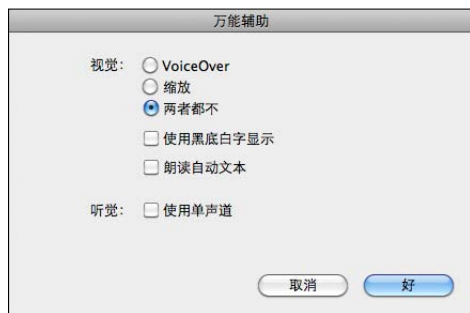 万能辅助
视觉: VoiceOver
缩放
两者都不
使用黑底白字显示
朗读自动文本
听觉: 使用单声道
取消 好